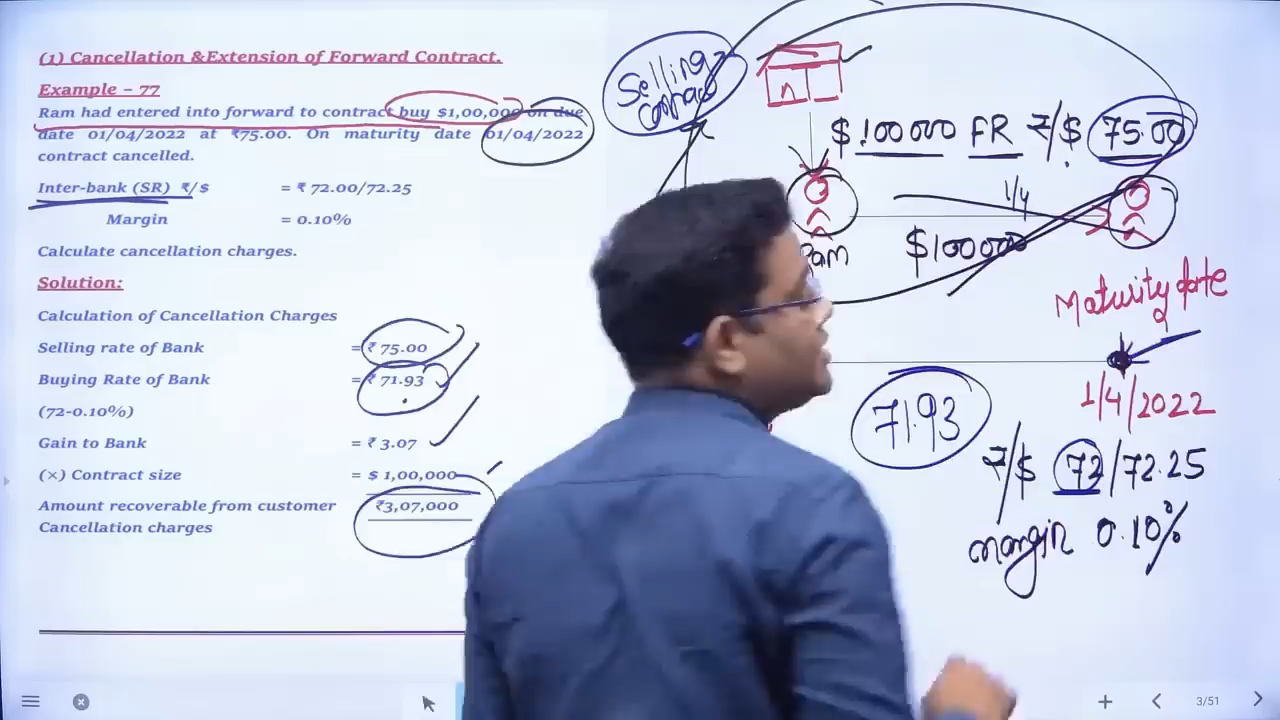 (1) Cancellation &Extension of Forward Contract.
Example – 77
Ram had entered into forward to contract buy $1,00,000 on due
date 01/04/2022 at ₹75.00. On maturity date 01/04/2022
contract cancelled.
Inter-bank (SR) ₹/$ = ₹ 72.00/72.25
Margin = 0.10%
Calculate cancellation charges.
Solution:
Calculation of Cancellation Charges
Selling rate of Bank = ₹ 75.00
Buying Rate of Bank = ₹ 71.93
(72-0.10%)
Gain to Bank = ₹ 3.07
(×) Contract size = $ 1,00,000
Amount recoverable from customer ₹3,07,000
Cancellation charges
Selling
$100000 FR ₹/$ 75.00
1/4
$100000
Maturity date
1/4/2022
71.93
₹/$ 72/72.25
margin 0.10%
3/51